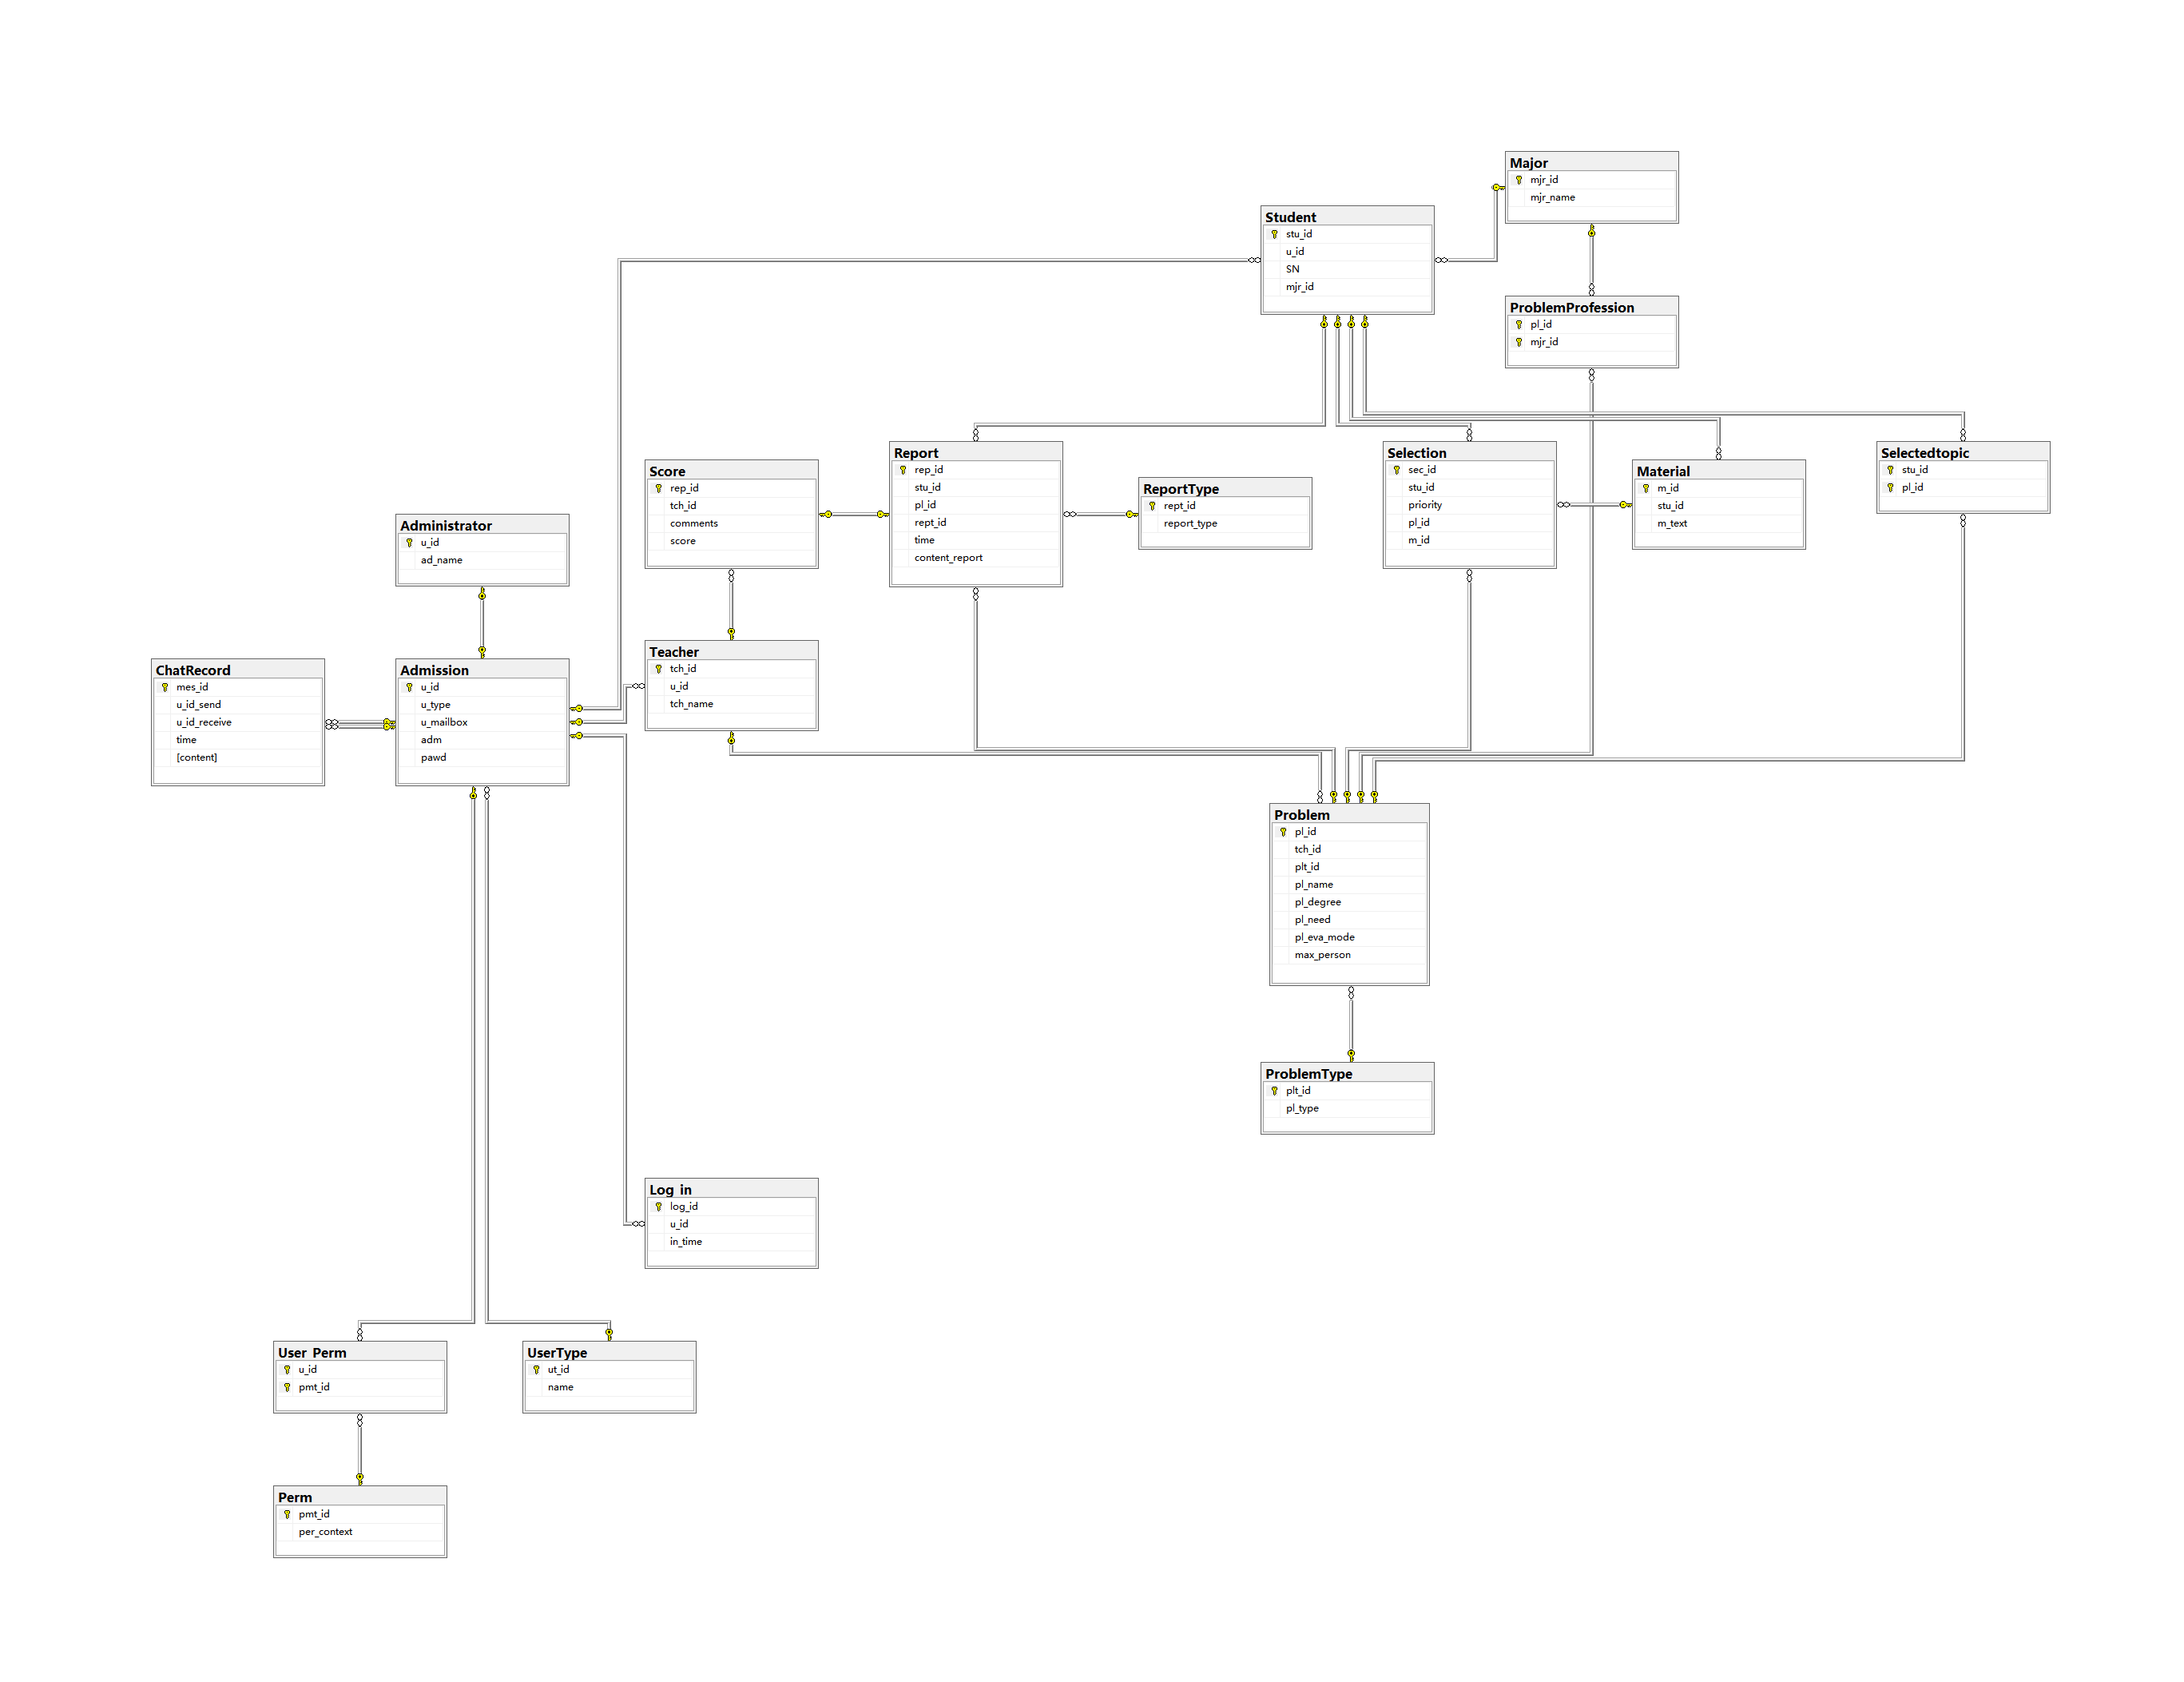 Major
mjr_id
mjr_name
Student
stu_id
u_id
SN
mjr_id
ProblemProfession
pl_id
mjr_id
Report
rep_id
stu_id
pl_id
rept_id
time
content_report
Selection
sec_id
stu_id
priority
pl_id
m_id
Selectedtopic
stu_id
pl_id
Score
rep_id
tch_id
comments
score
Material
m_id
stu_id
m_text
ReportType
rept_id
report_type
Administrator
u_id
ad_name
Teacher
tch_id
u_id
tch_name
ChatRecord
mes_id
u_id_send
u_id_receive
time
[content]
Admission
u_id
u_type
u_mailbox
adm
pawd
Problem
pl_id
tch_id
plt_id
pl_name
pl_degree
pl_need
pl_eva_mode
max_person
ProblemType
plt_id
pl_type
Log_in
log_id
u_id
in_time
User_Perm
u_id
pmt_id
UserType
ut_id
name
Perm
pmt_id
per_context